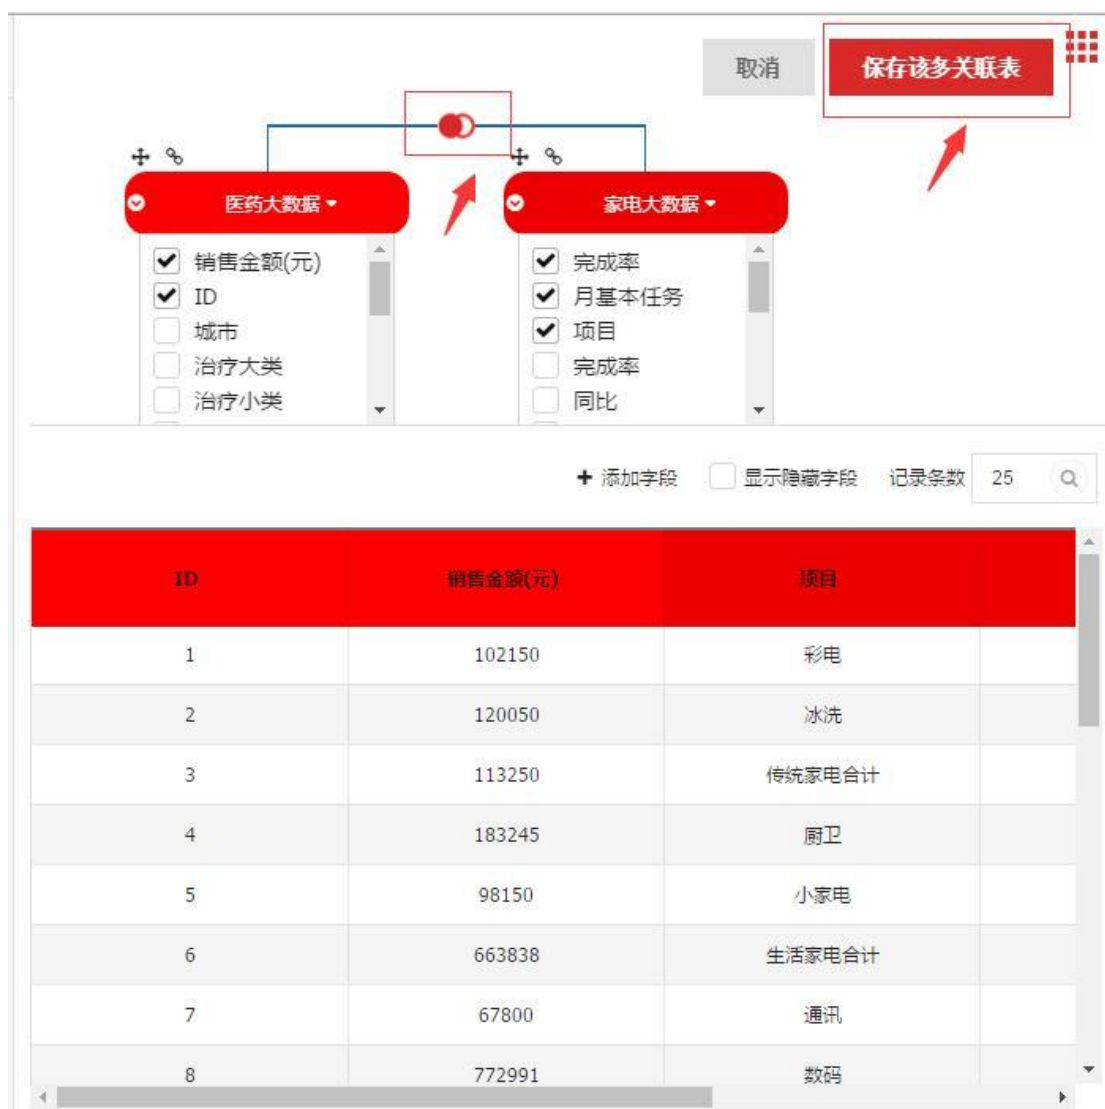 取消 保存该多关联表
医药大数据 家电大数据
销售金额(元) 完成率
ID 月基本任务
城市 项目
治疗大类 完成率
治疗小类 同比
添加字段 显示隐藏字段 记录条数 25
ID 销售金额(元) 项目
1 102150 彩电
2 120050 冰洗
3 113250 传统家电合计
4 183245 厨卫
5 98150 小家电
6 663838 生活家电合计
7 67800 通讯
8 772991 数码